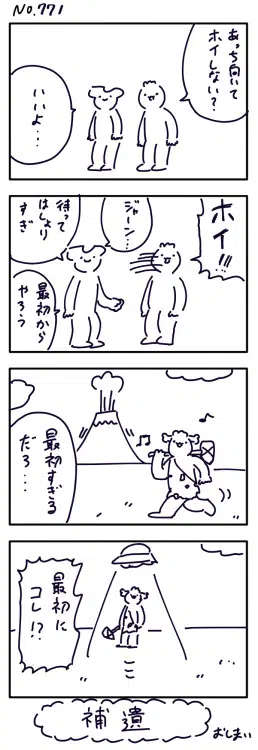 No.771
あっち向いて
ホイしない?
いいよ...
ホイ!!!
ジャーン...
待って
はしょり
すぎ
最初から
やろう
最初すぎる
だろ...
最初に
コレ!?
補遺
おしまい